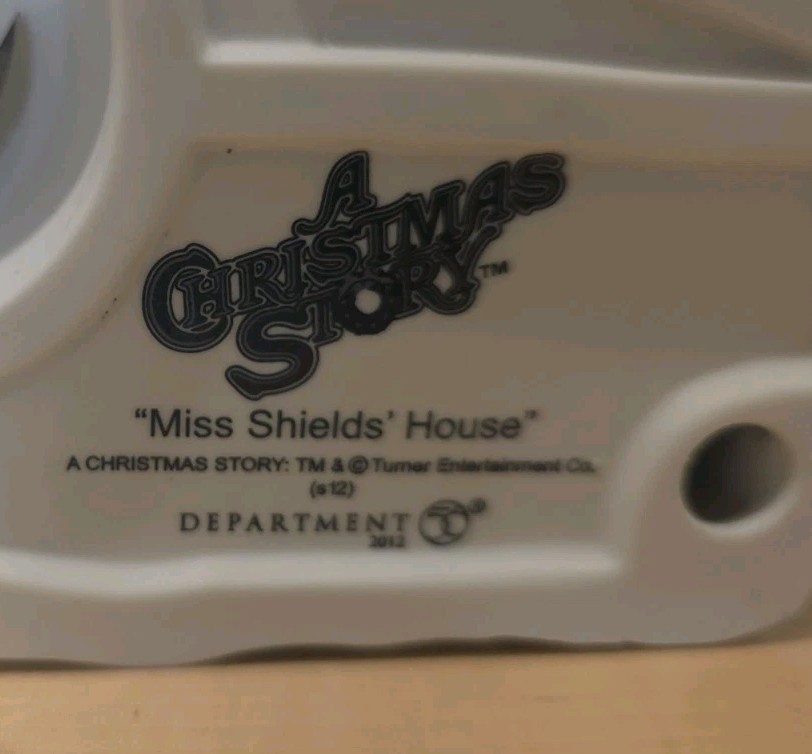 A
CHRISTMAS
STORY™
“Miss Shields’ House”
A CHRISTMAS STORY: TM & © Turner Entertainment Co.
(s12)
DEPARTMENT
2012